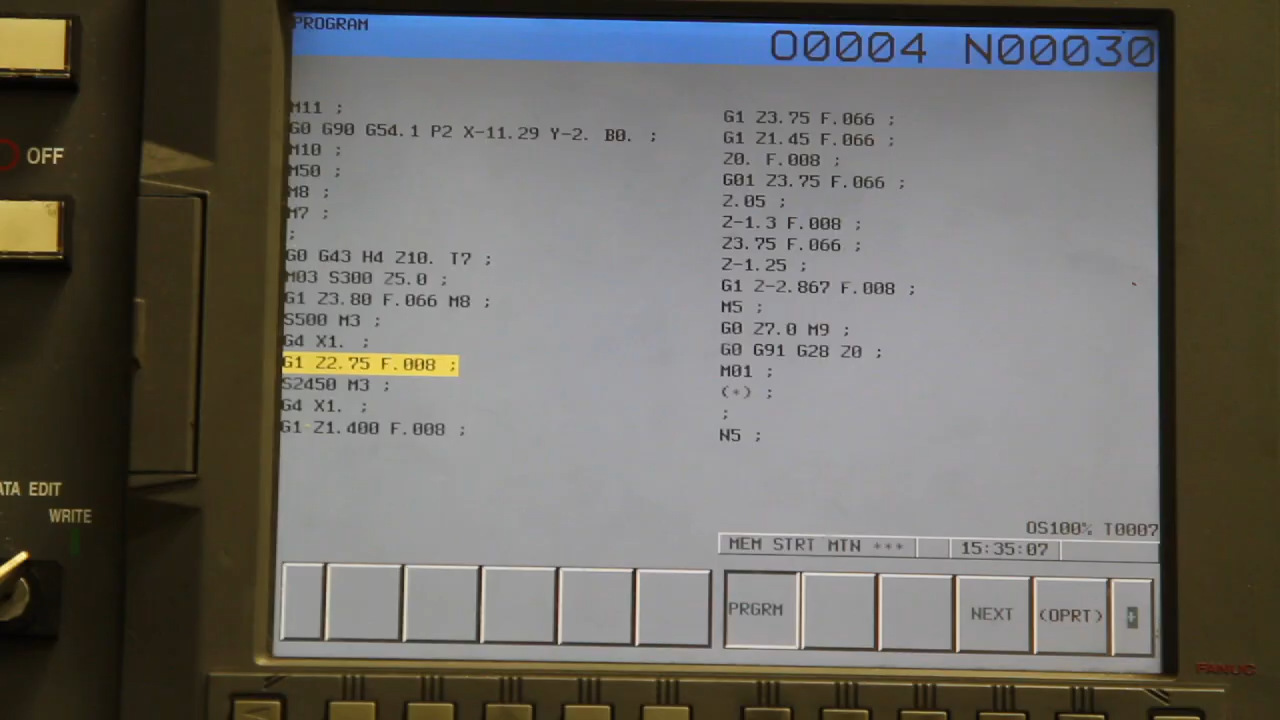 PROGRAM
O0004 N00030
M11 ;
G0 G90 G54.1 P2 X-11.29 Y-2. B0. ;
M10 ;
M50 ;
M8 ;
M7 ;
;
G0 G43 H4 Z10. T7 ;
M03 S300 Z5.0 ;
G1 Z3.80 F.066 M8 ;
S500 M3 ;
G4 X1. ;
G1 Z2.75 F.008 ;
S2450 M3 ;
G4 X1. ;
G1 Z1.400 F.008 ;
G1 Z3.75 F.066 ;
G1 Z1.45 F.066 ;
Z0. F.008 ;
G01 Z3.75 F.066 ;
Z.05 ;
Z-1.3 F.008 ;
Z3.75 F.066 ;
Z-1.25 ;
G1 Z-2.867 F.008 ;
M5 ;
G0 Z7.0 M9 ;
G0 G91 G28 Z0 ;
M01 ;
(*) ;
;
N5 ;
OS100% T0007
MEM STRT MTN *** 15:35:07
PRGRM NEXT (OPRT) +
OFF
EDIT
WRITE
FANUC